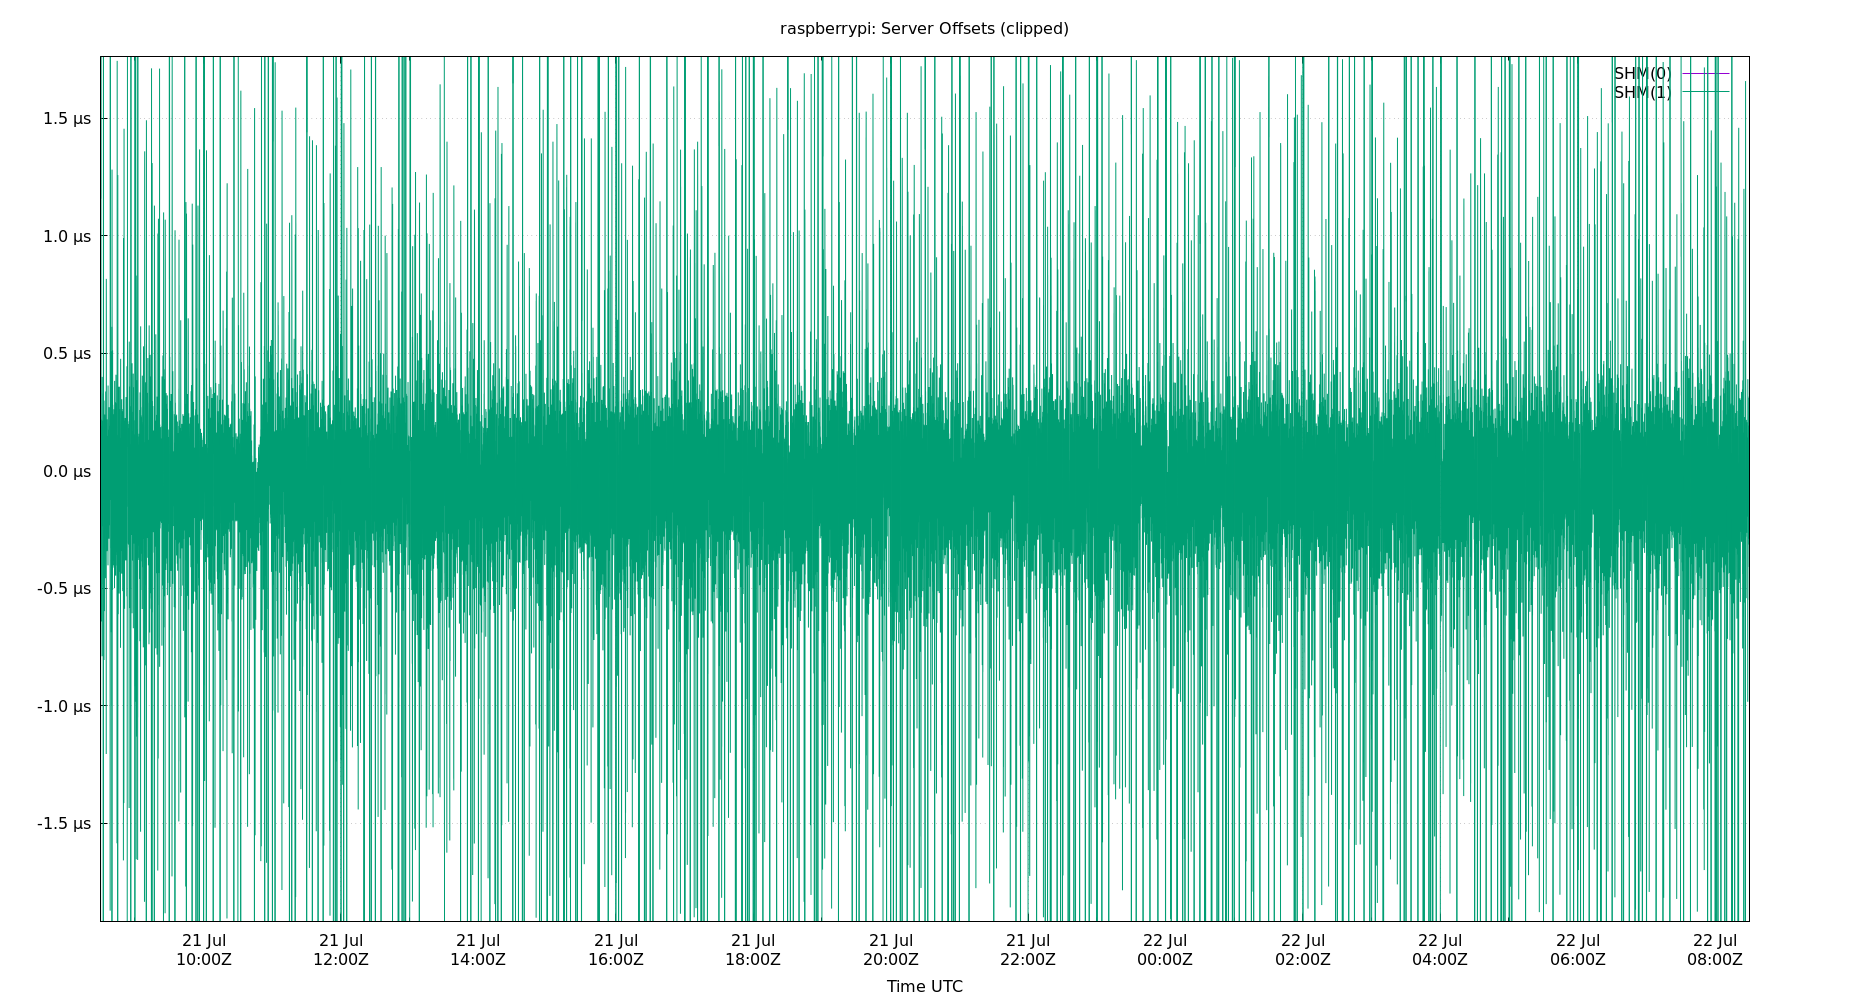 raspberrypi: Server Offsets (clipped)
SHM(0)
SHM(1)
1.5 µs
1.0 µs
0.5 µs
0.0 µs
-0.5 µs
-1.0 µs
-1.5 µs
21 Jul 21 Jul 21 Jul 21 Jul 21 Jul 21 Jul 21 Jul 22 Jul 22 Jul 22 Jul 22 Jul 22 Jul
10:00Z 12:00Z 14:00Z 16:00Z 18:00Z 20:00Z 22:00Z 00:00Z 02:00Z 04:00Z 06:00Z 08:00Z
Time UTC